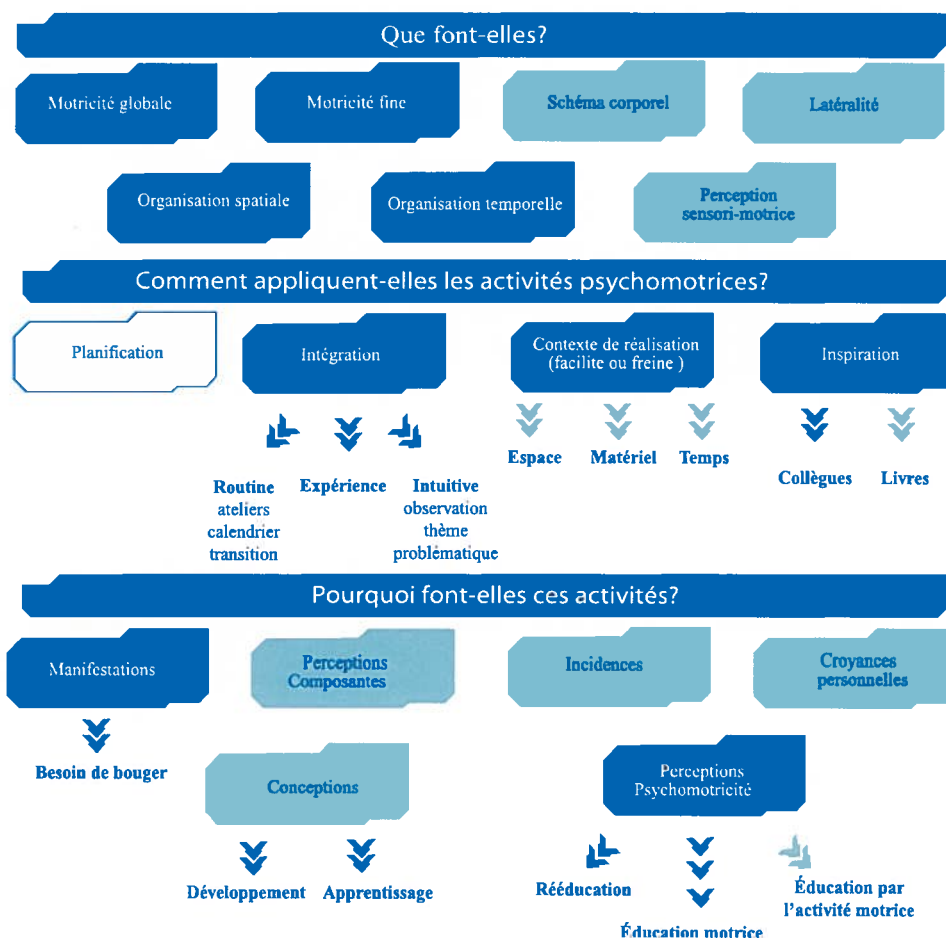 Que font-elles?
Motricité globale
Motricité fine
Schéma corporel
Latéralité
Organisation spatiale
Organisation temporelle
Perception
sensori-motrice
Comment appliquent-elles les activités psychomotrices?
Planification
Intégration
Contexte de réalisation
(facilite ou freine )
Inspiration
Routine
ateliers
calendrier
transition
Expérience
Intuitive
observation
thème
problématique
Espace
Matériel
Temps
Collègues
Livres
Pourquoi font-elles ces activités?
Manifestations
Perceptions
Composantes
Incidences
Croyances
personnelles
Besoin de bouger
Conceptions
Perceptions
Psychomotricité
Développement
Apprentissage
Rééducation
Éducation motrice
Éducation par
l'activité motrice